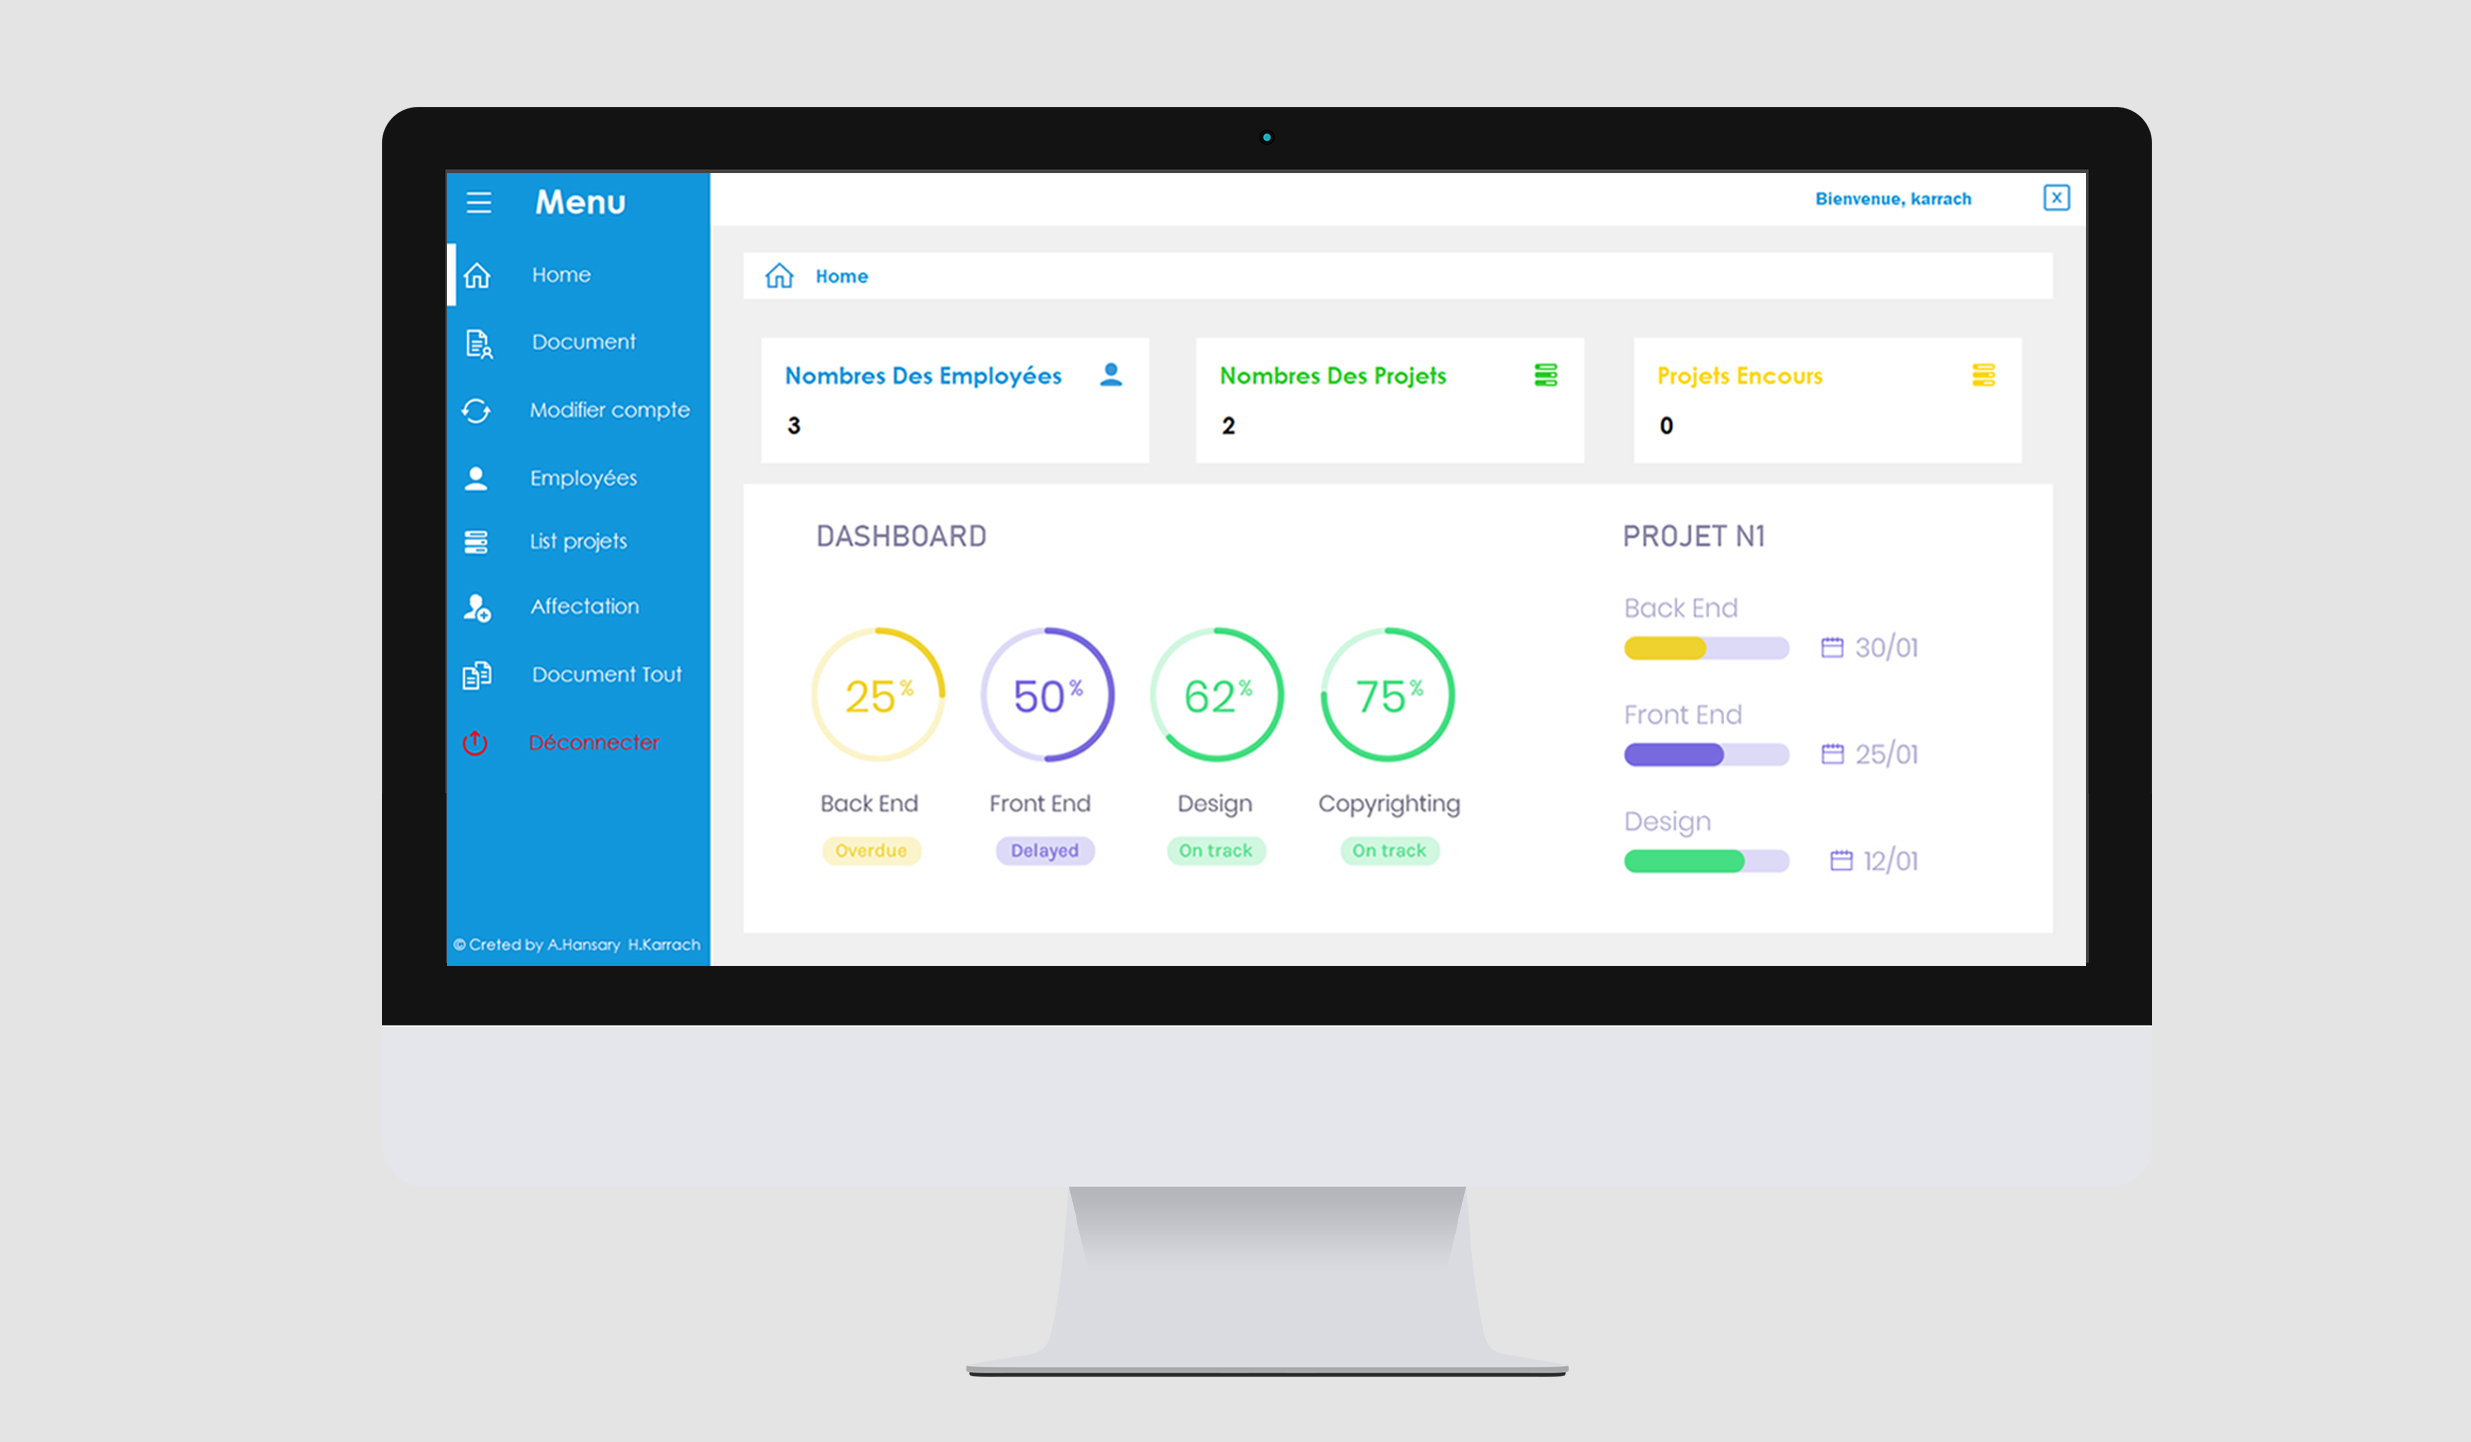 Menu
Home
Document
Modifier compte
Employées
List projets
Affectation
Document Tout
Déconnecter
© Creted by A.Hansary H.Karrach
Bienvenue, karrach
X
Home
Nombres Des Employées
3
Nombres Des Projets
2
Projets Encours
0
DASHBOARD
25% 50% 62% 75%
Back End Front End Design Copyrighting
Overdue Delayed On track On track
PROJET N1
Back End
30/01
Front End
25/01
Design
12/01